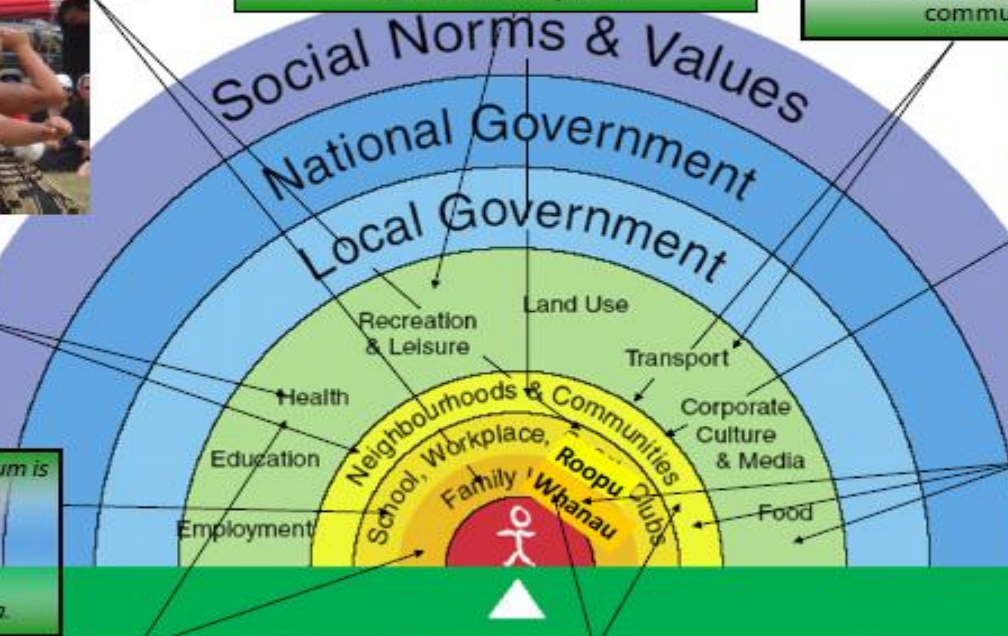 commu
Social Norms & Values
National Government
Local Government
Land Use
Recreation
& Leisure
Transport
Health
Neighbourhoods & Communities
Corporate
Culture
& Media
Education
School, Workplace,
Clubs
Roopu
Family
Whanau
Food
Employment
um is
a.